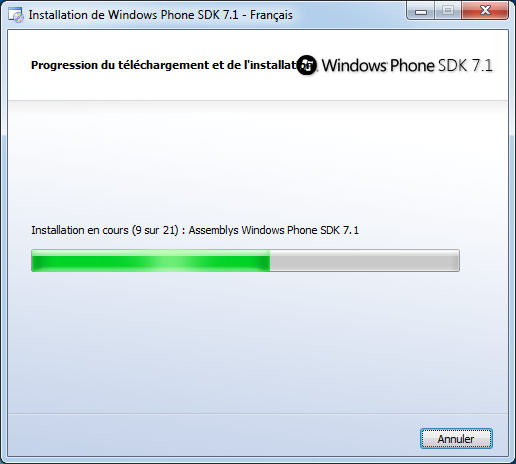 Installation de Windows Phone SDK 7.1 - Français
Progression du téléchargement et de l'installation
Windows Phone SDK 7.1
Installation en cours (9 sur 21) : Assemblys Windows Phone SDK 7.1
Annuler